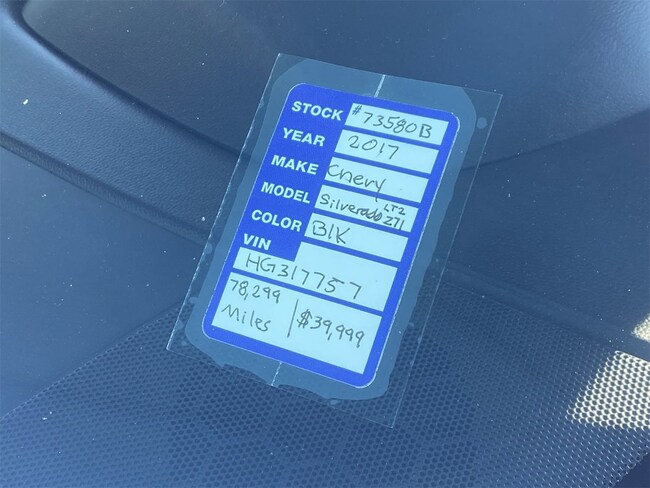 STOCK #73580B
YEAR 2017
MAKE Chevy
MODEL Silverado LTZ Z71
COLOR Blk
VIN
HG317757
78,299 Miles
$39,999